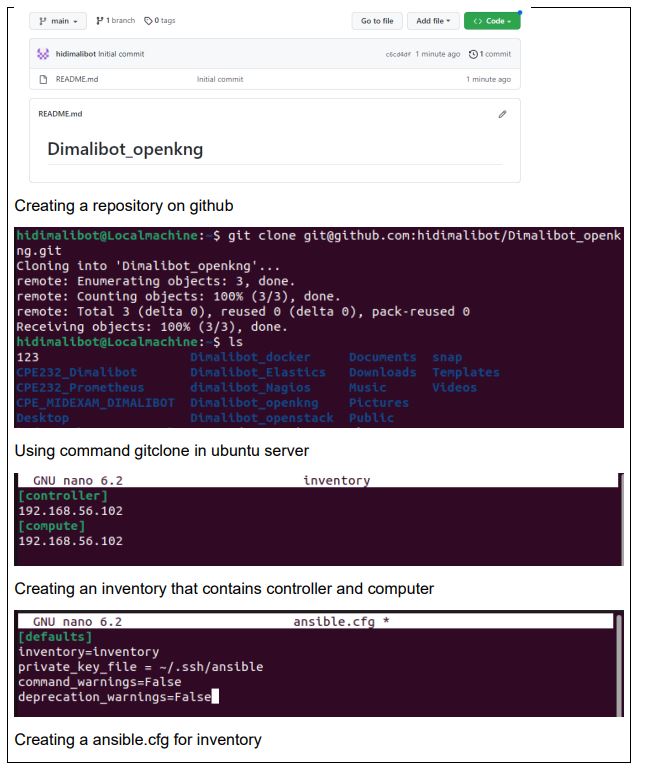 main 1 branch 0 tags Go to file Add file Code
hidimalibot Initial commit c6cd4df 1 minute ago 1 commit
README.md Initial commit 1 minute ago
README.md
Dimalibot_openkng
Creating a repository on github
hidimalibot@Localmachine:~$ git clone git@github.com:hidimalibot/Dimalibot_openk
ng.git
Cloning into 'Dimalibot_openkng'...
remote: Enumerating objects: 3, done.
remote: Counting objects: 100% (3/3), done.
remote: Total 3 (delta 0), reused 0 (delta 0), pack-reused 0
Receiving objects: 100% (3/3), done.
hidimalibot@Localmachine:~$ ls
123 Dimalibot_docker Documents snap
CPE232_Dimalibot Dimalibot_Elastics Downloads Templates
CPE232_Prometheus dimalibot_Nagios Music Videos
CPE_MIDEXAM_DIMALIBOT Dimalibot_openkng Pictures
Desktop Dimalibot_openstack Public
Using command gitclone in ubuntu server
GNU nano 6.2 inventory
[controller]
192.168.56.102
[compute]
192.168.56.102
Creating an inventory that contains controller and computer
GNU nano 6.2 ansible.cfg *
[defaults]
inventory=inventory
private_key_file = ~/.ssh/ansible
command_warnings=False
deprecation_warnings=False
Creating a ansible.cfg for inventory